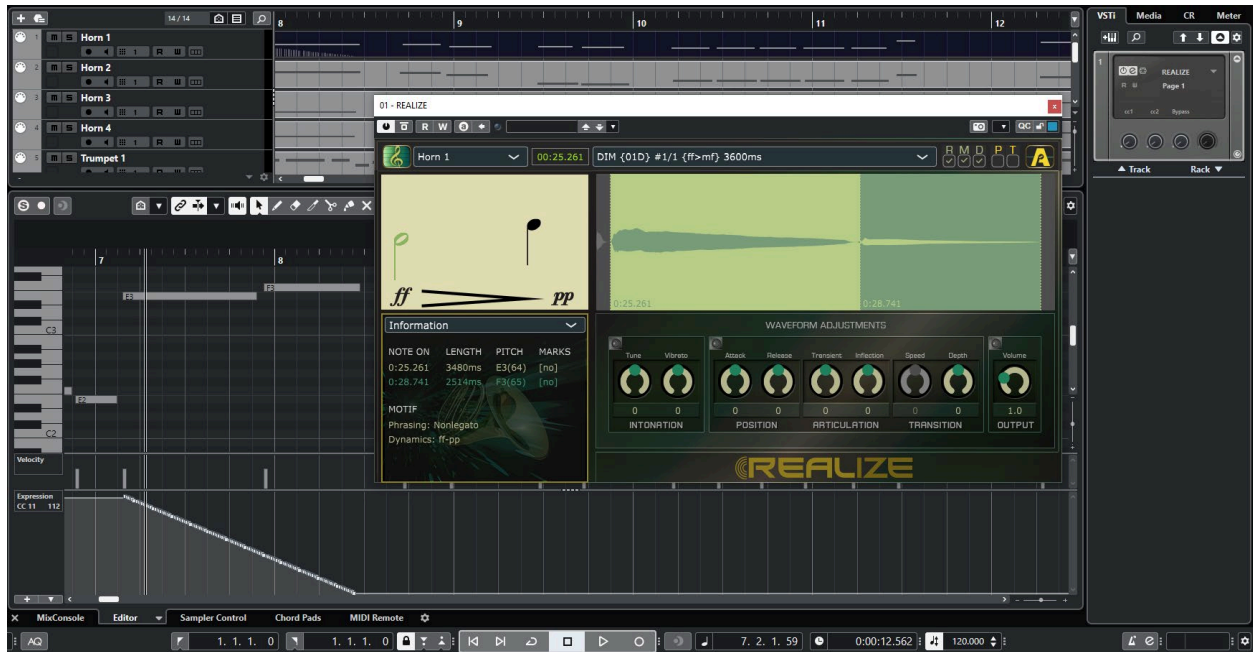 14 / 14
8 9 10 11 12
VSTi Media CR Meter
1 m S Horn 1
1 R W
2 m S Horn 2
1 R W
3 m S Horn 3
1 R W
4 m S Horn 4
1 R W
5 m S Trumpet 1
1 REALIZE
R W Page 1
cc1 cc2 Bypass
Track Rack
01 - REALIZE
R W QC
Horn 1 00:25.261 DIM {01D} #1/1 {ff>mf} 3600ms R M D P T
ff pp
0:25.261 0:28.741
Information
NOTE ON LENGTH PITCH MARKS
0:25.261 3480ms E3(64) [no]
0:28.741 2514ms F3(65) [no]
MOTIF
Phrasing: Nonlegato
Dynamics: ff-pp
WAVEFORM ADJUSTMENTS
Tune Vibrato Attack Release Transient Inflection Speed Depth Volume
0 0 0 0 0 0 0 0 1.0
INTONATION POSITION ARTICULATION TRANSITION OUTPUT
REALIZE
S
7 8
E3 F3
C3
E2
C2
Velocity
Expression
CC 11 112
MixConsole Editor Sampler Control Chord Pads MIDI Remote
AQ 1. 1. 1. 0 1. 1. 1. 0 7. 2. 1. 59 0:00:12.562 120.000